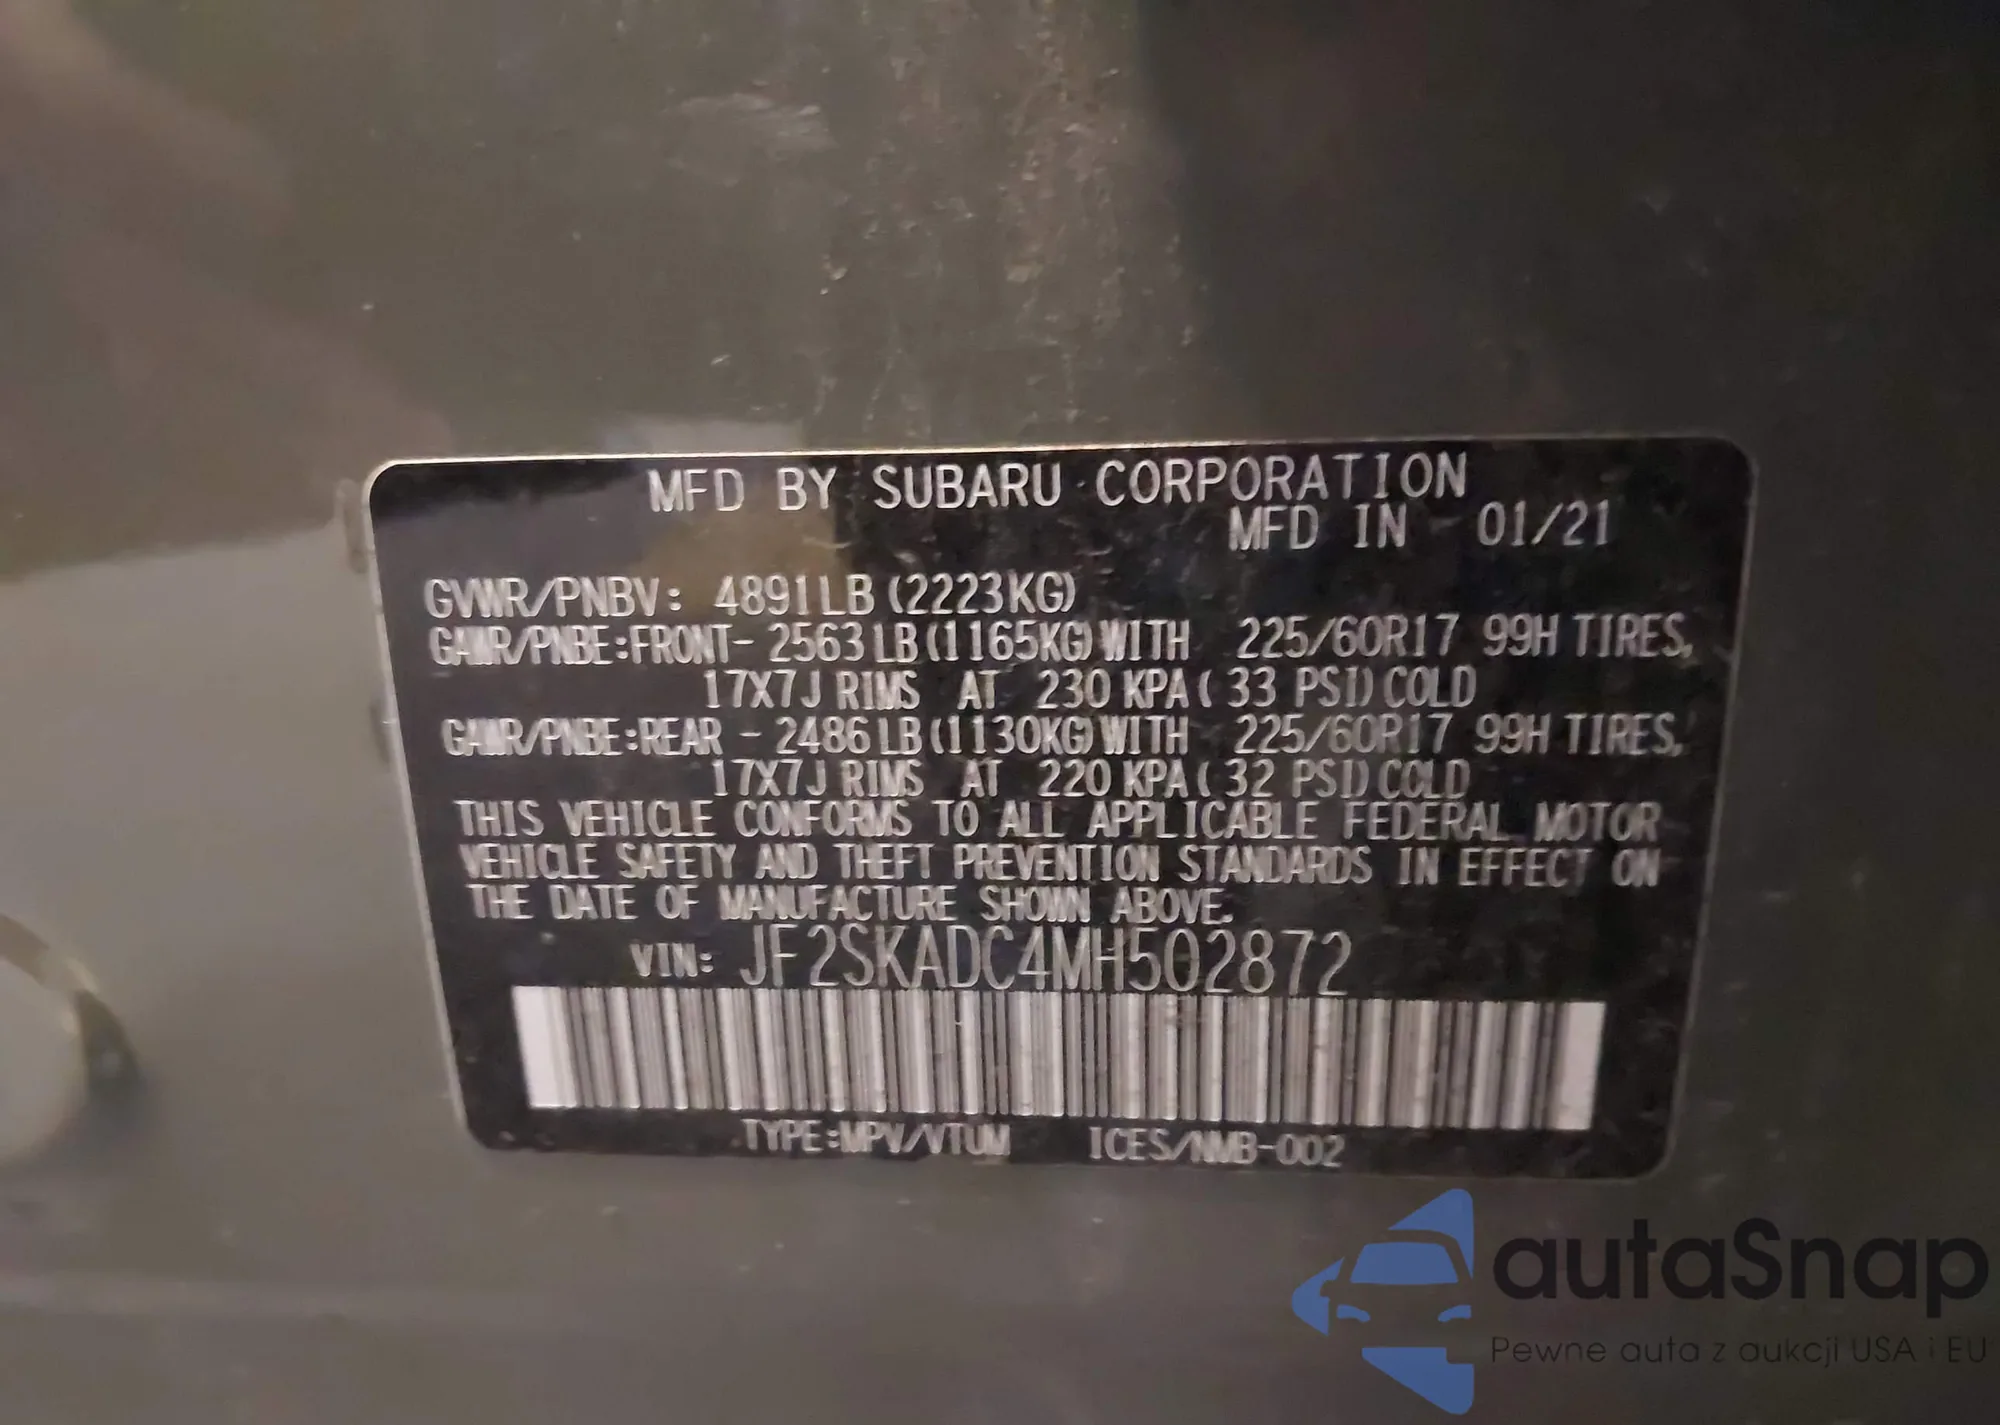 MFD BY SUBARU CORPORATION
MFD IN 01/21
GVWR/PNBV: 4891LB(2223KG)
GAWR/PNBE:FRONT- 2563LB(1165KG)WITH 225/60R17 99H TIRES,
17X7J RIMS AT 230 KPA( 33 PSI)COLD
GAWR/PNBE:REAR - 2486LB(1130KG)WITH 225/60R17 99H TIRES,
17X7J RIMS AT 220 KPA( 32 PSI)COLD
THIS VEHICLE CONFORMS TO ALL APPLICABLE FEDERAL MOTOR
VEHICLE SAFETY AND THEFT PREVENTION STANDARDS IN EFFECT ON
THE DATE OF MANUFACTURE SHOWN ABOVE.
VIN: JF2SKADC4MH502872
TYPE:MPV/VTUM ICES/NMB-002
autaSnap
Pewne auta z aukcji USA i EU